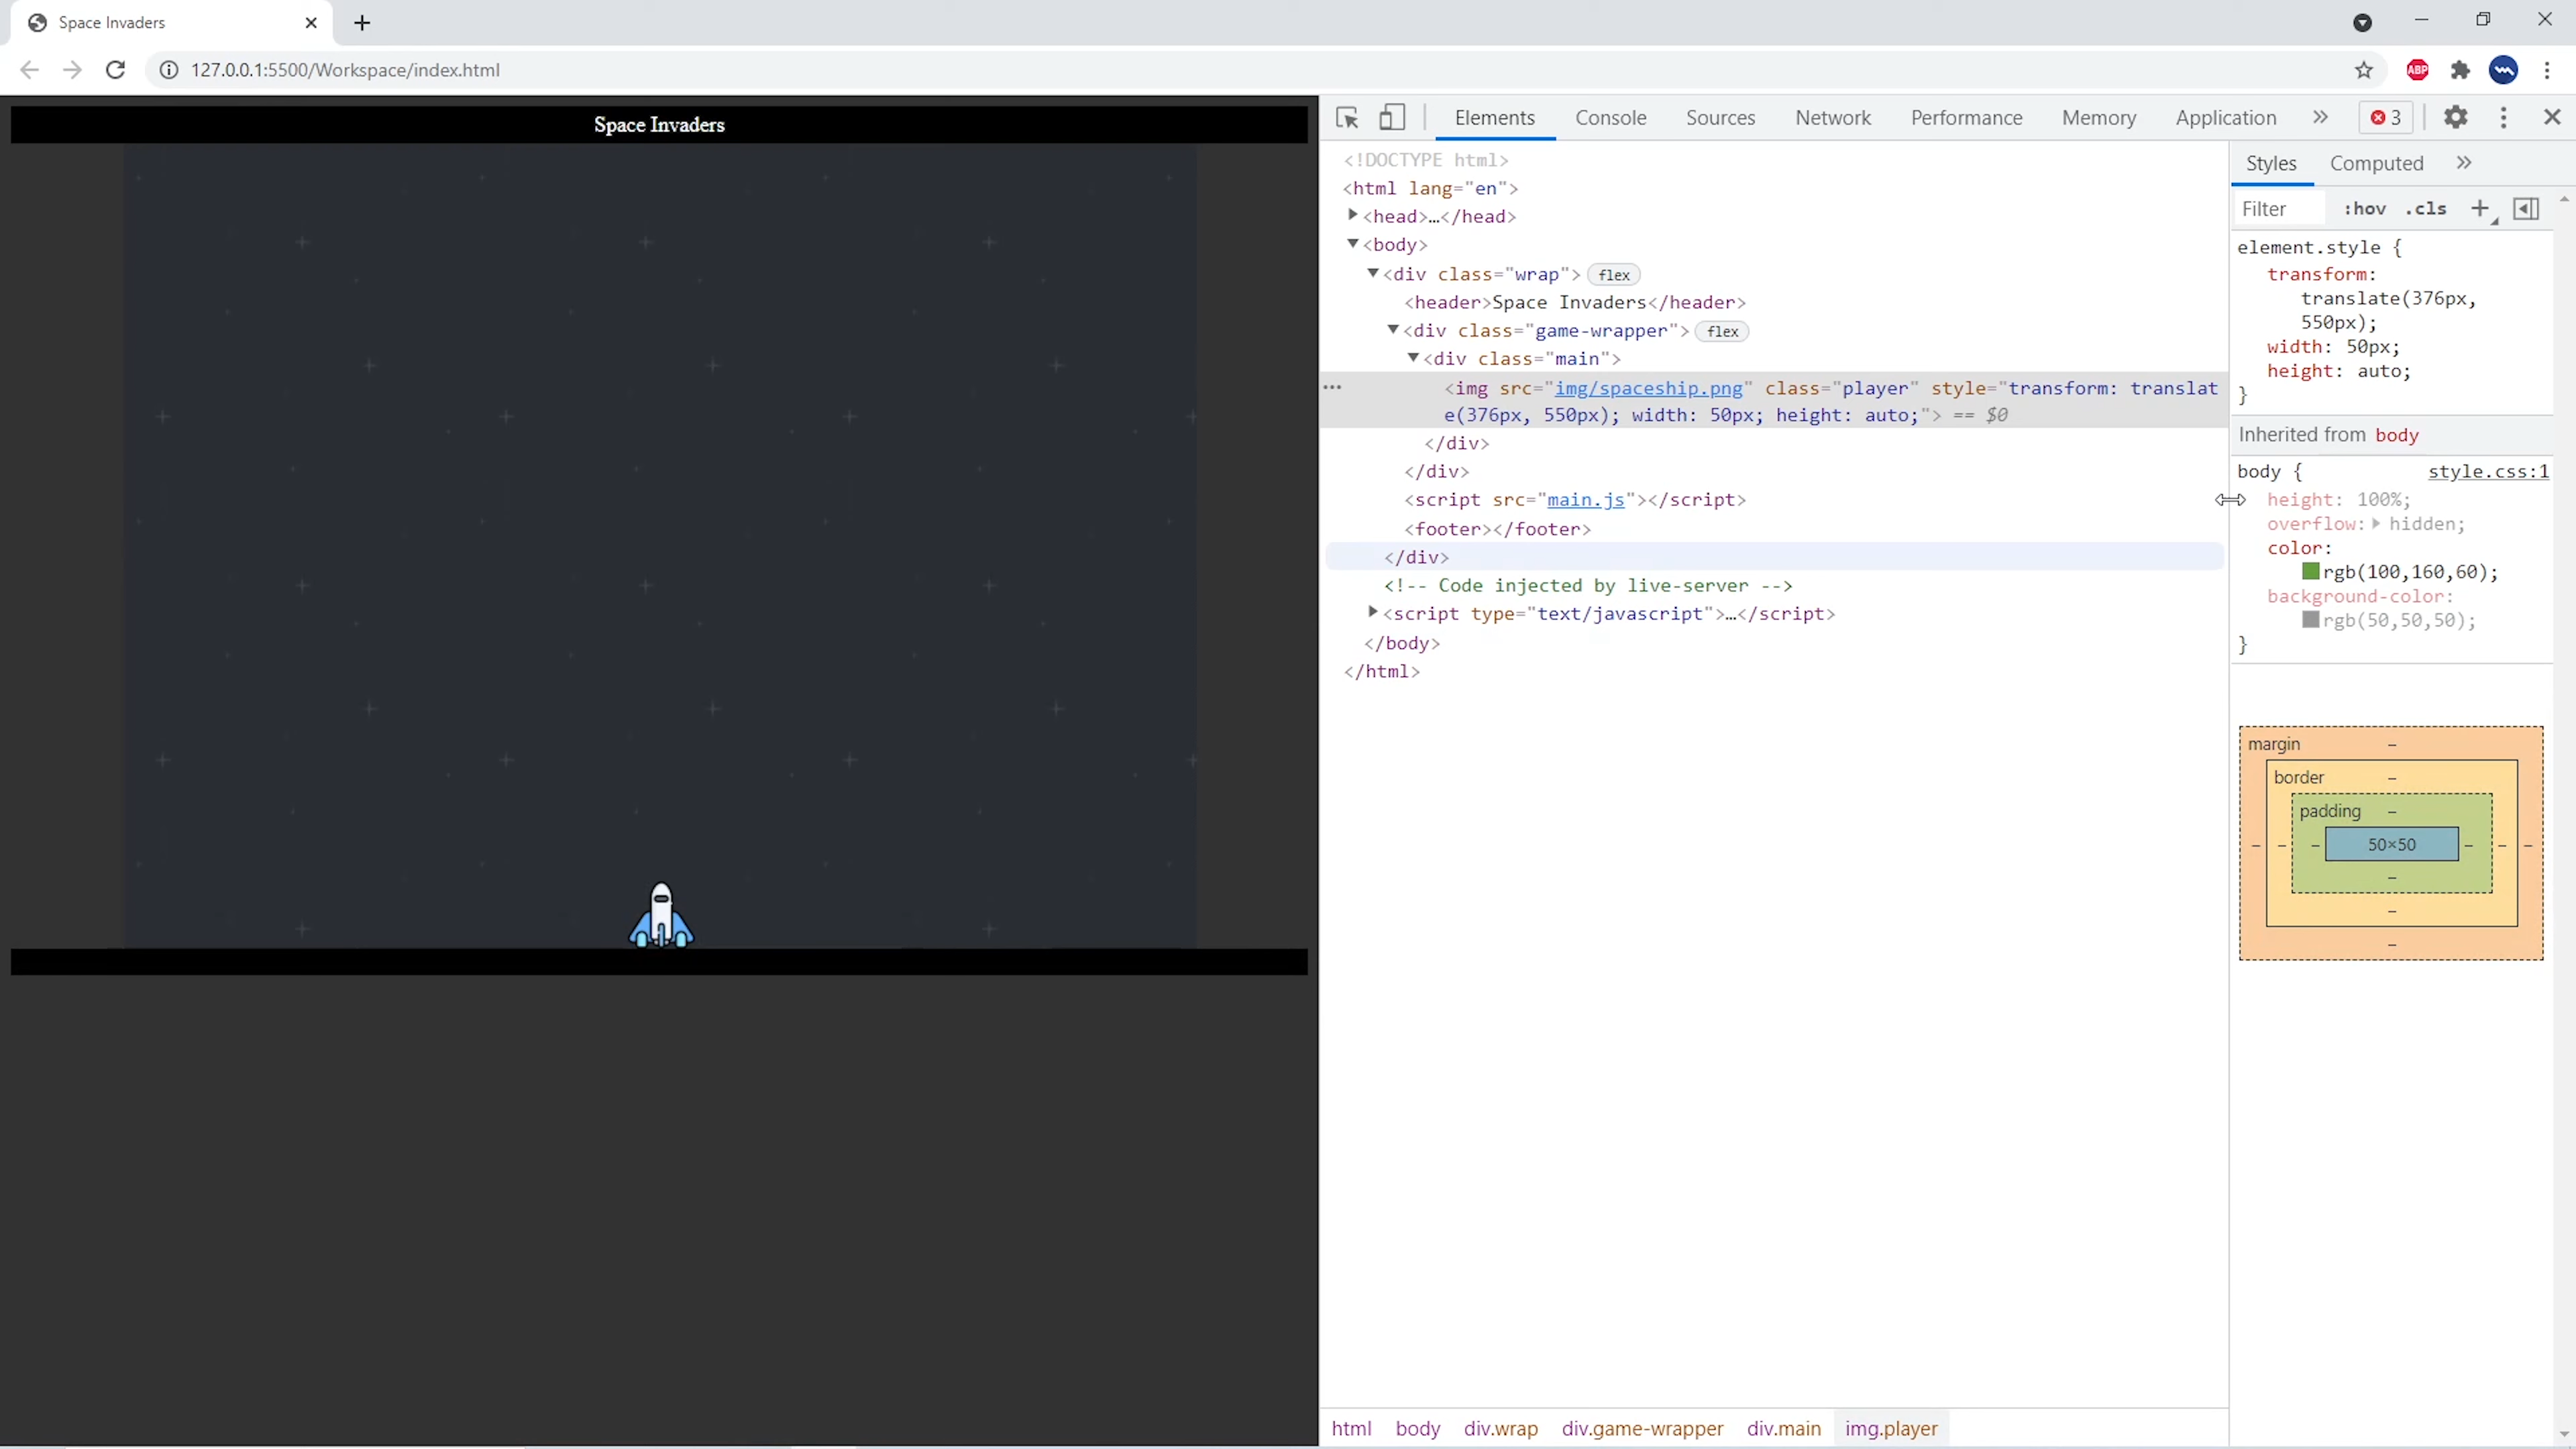 Space Invaders
127.0.0.1:5500/Workspace/index.html
ABP
Space Invaders
Elements
Console
Sources
Network
Performance
Memory
Application
»
3
<!DOCTYPE html>
<html lang="en">
<head>…</head>
<body>
<div class="wrap"> flex
<header>Space Invaders</header>
<div class="game-wrapper"> flex
<div class="main">
<img src="img/spaceship.png" class="player" style="transform: translat
e(376px, 550px); width: 50px; height: auto;"> == $0
</div>
</div>
<script src="main.js"></script>
<footer></footer>
</div>
<!-- Code injected by live-server -->
<script type="text/javascript">…</script>
</body>
</html>
html body div.wrap div.game-wrapper div.main img.player
Styles
Computed
»
Filter
:hov .cls +
element.style {
transform:
translate(376px,
550px);
width: 50px;
height: auto;
}
Inherited from body
body { style.css:1
height: 100%;
overflow: hidden;
color:
rgb(100,160,60);
background-color:
rgb(50,50,50);
}
margin –
border –
padding –
– – – 50×50 – – –
–
–
–